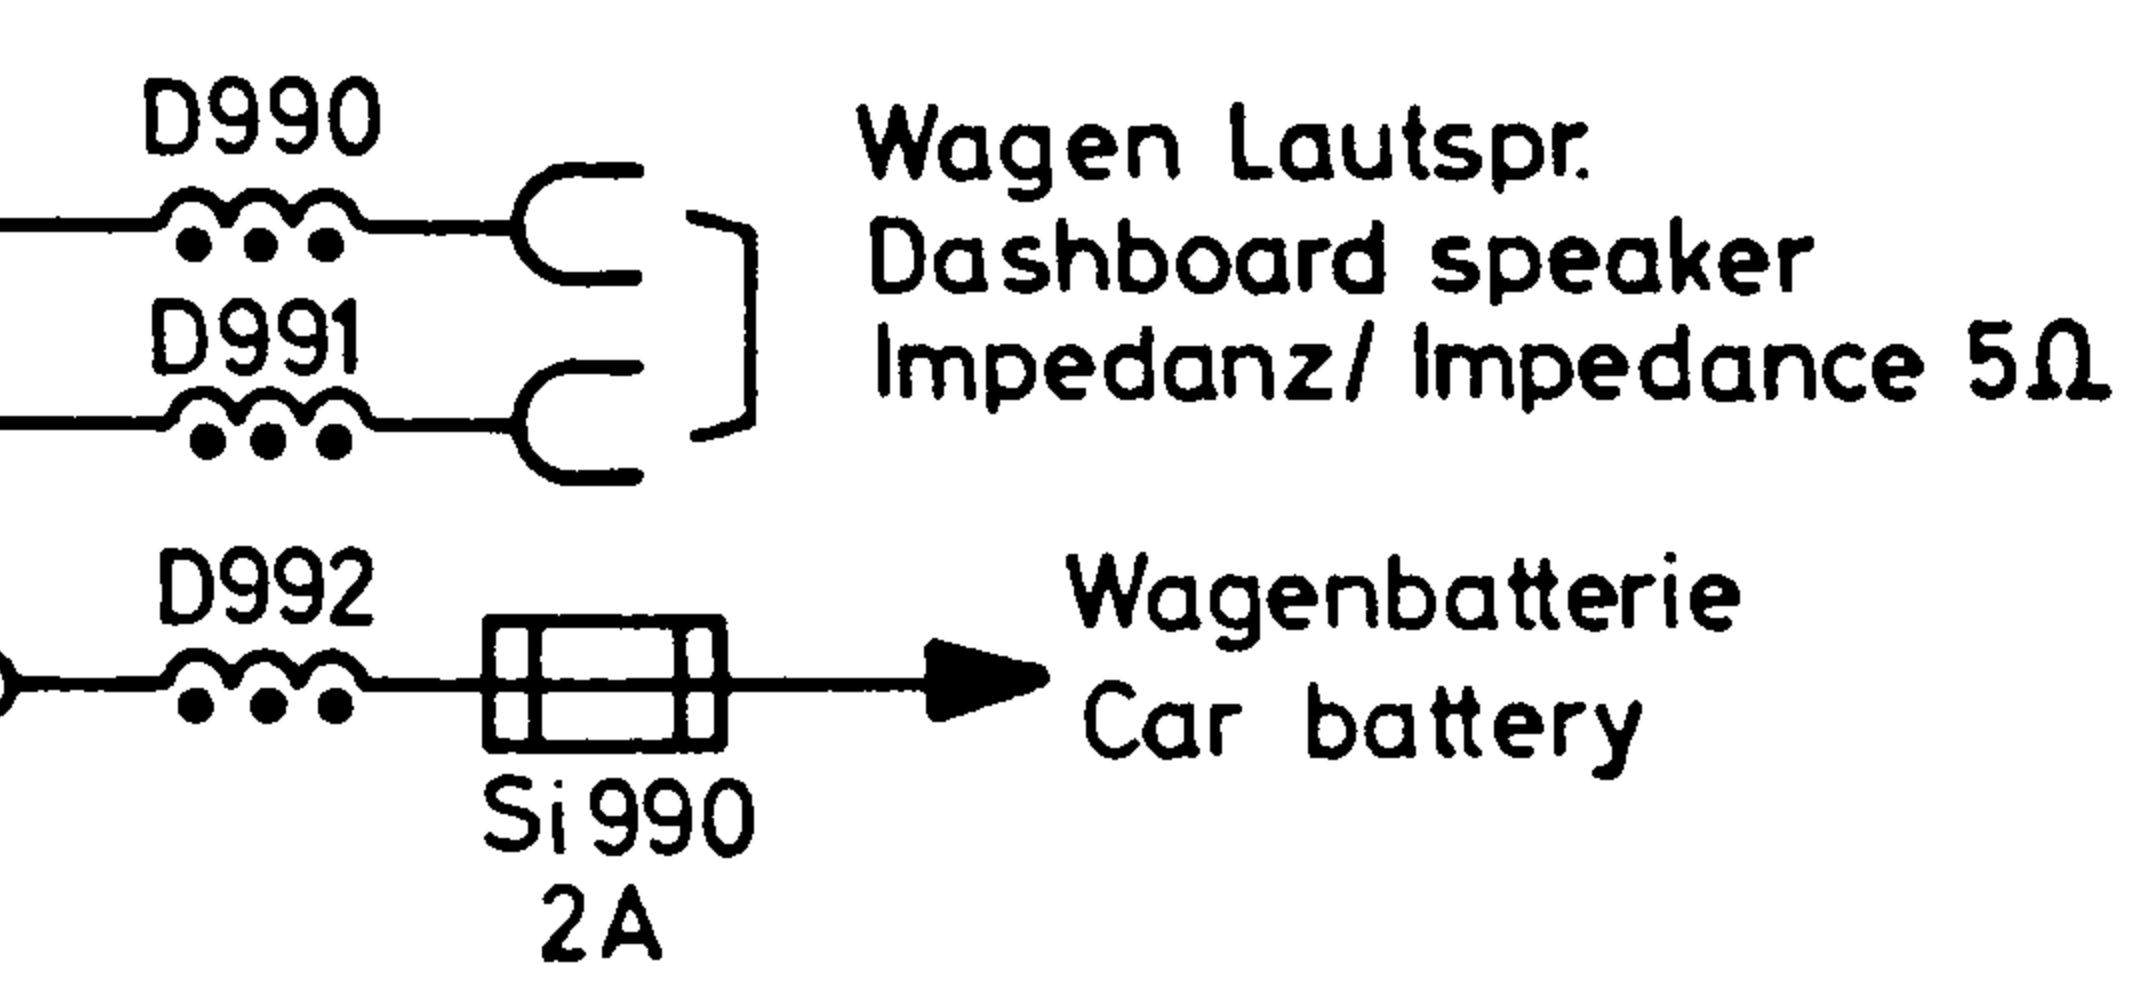 D990
Wagen Lautspr.
Dashboard speaker
D991
Impedanz/ Impedance 5Ω
D992
Wagenbatterie
Car battery
Si 990
2A